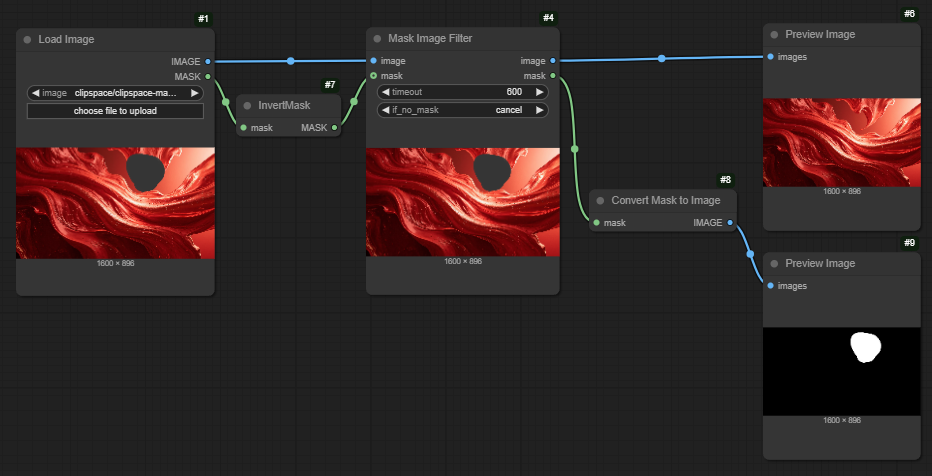 #1
Load Image
IMAGE
MASK
image clipspace/clipspace-ma...
choose file to upload
1600 × 896
#7
InvertMask
mask MASK
#4
Mask Image Filter
image image
mask mask
timeout 600
if_no_mask cancel
1600 × 896
#8
Convert Mask to Image
mask IMAGE
#6
Preview Image
images
1600 × 896
#9
Preview Image
images
1600 × 896